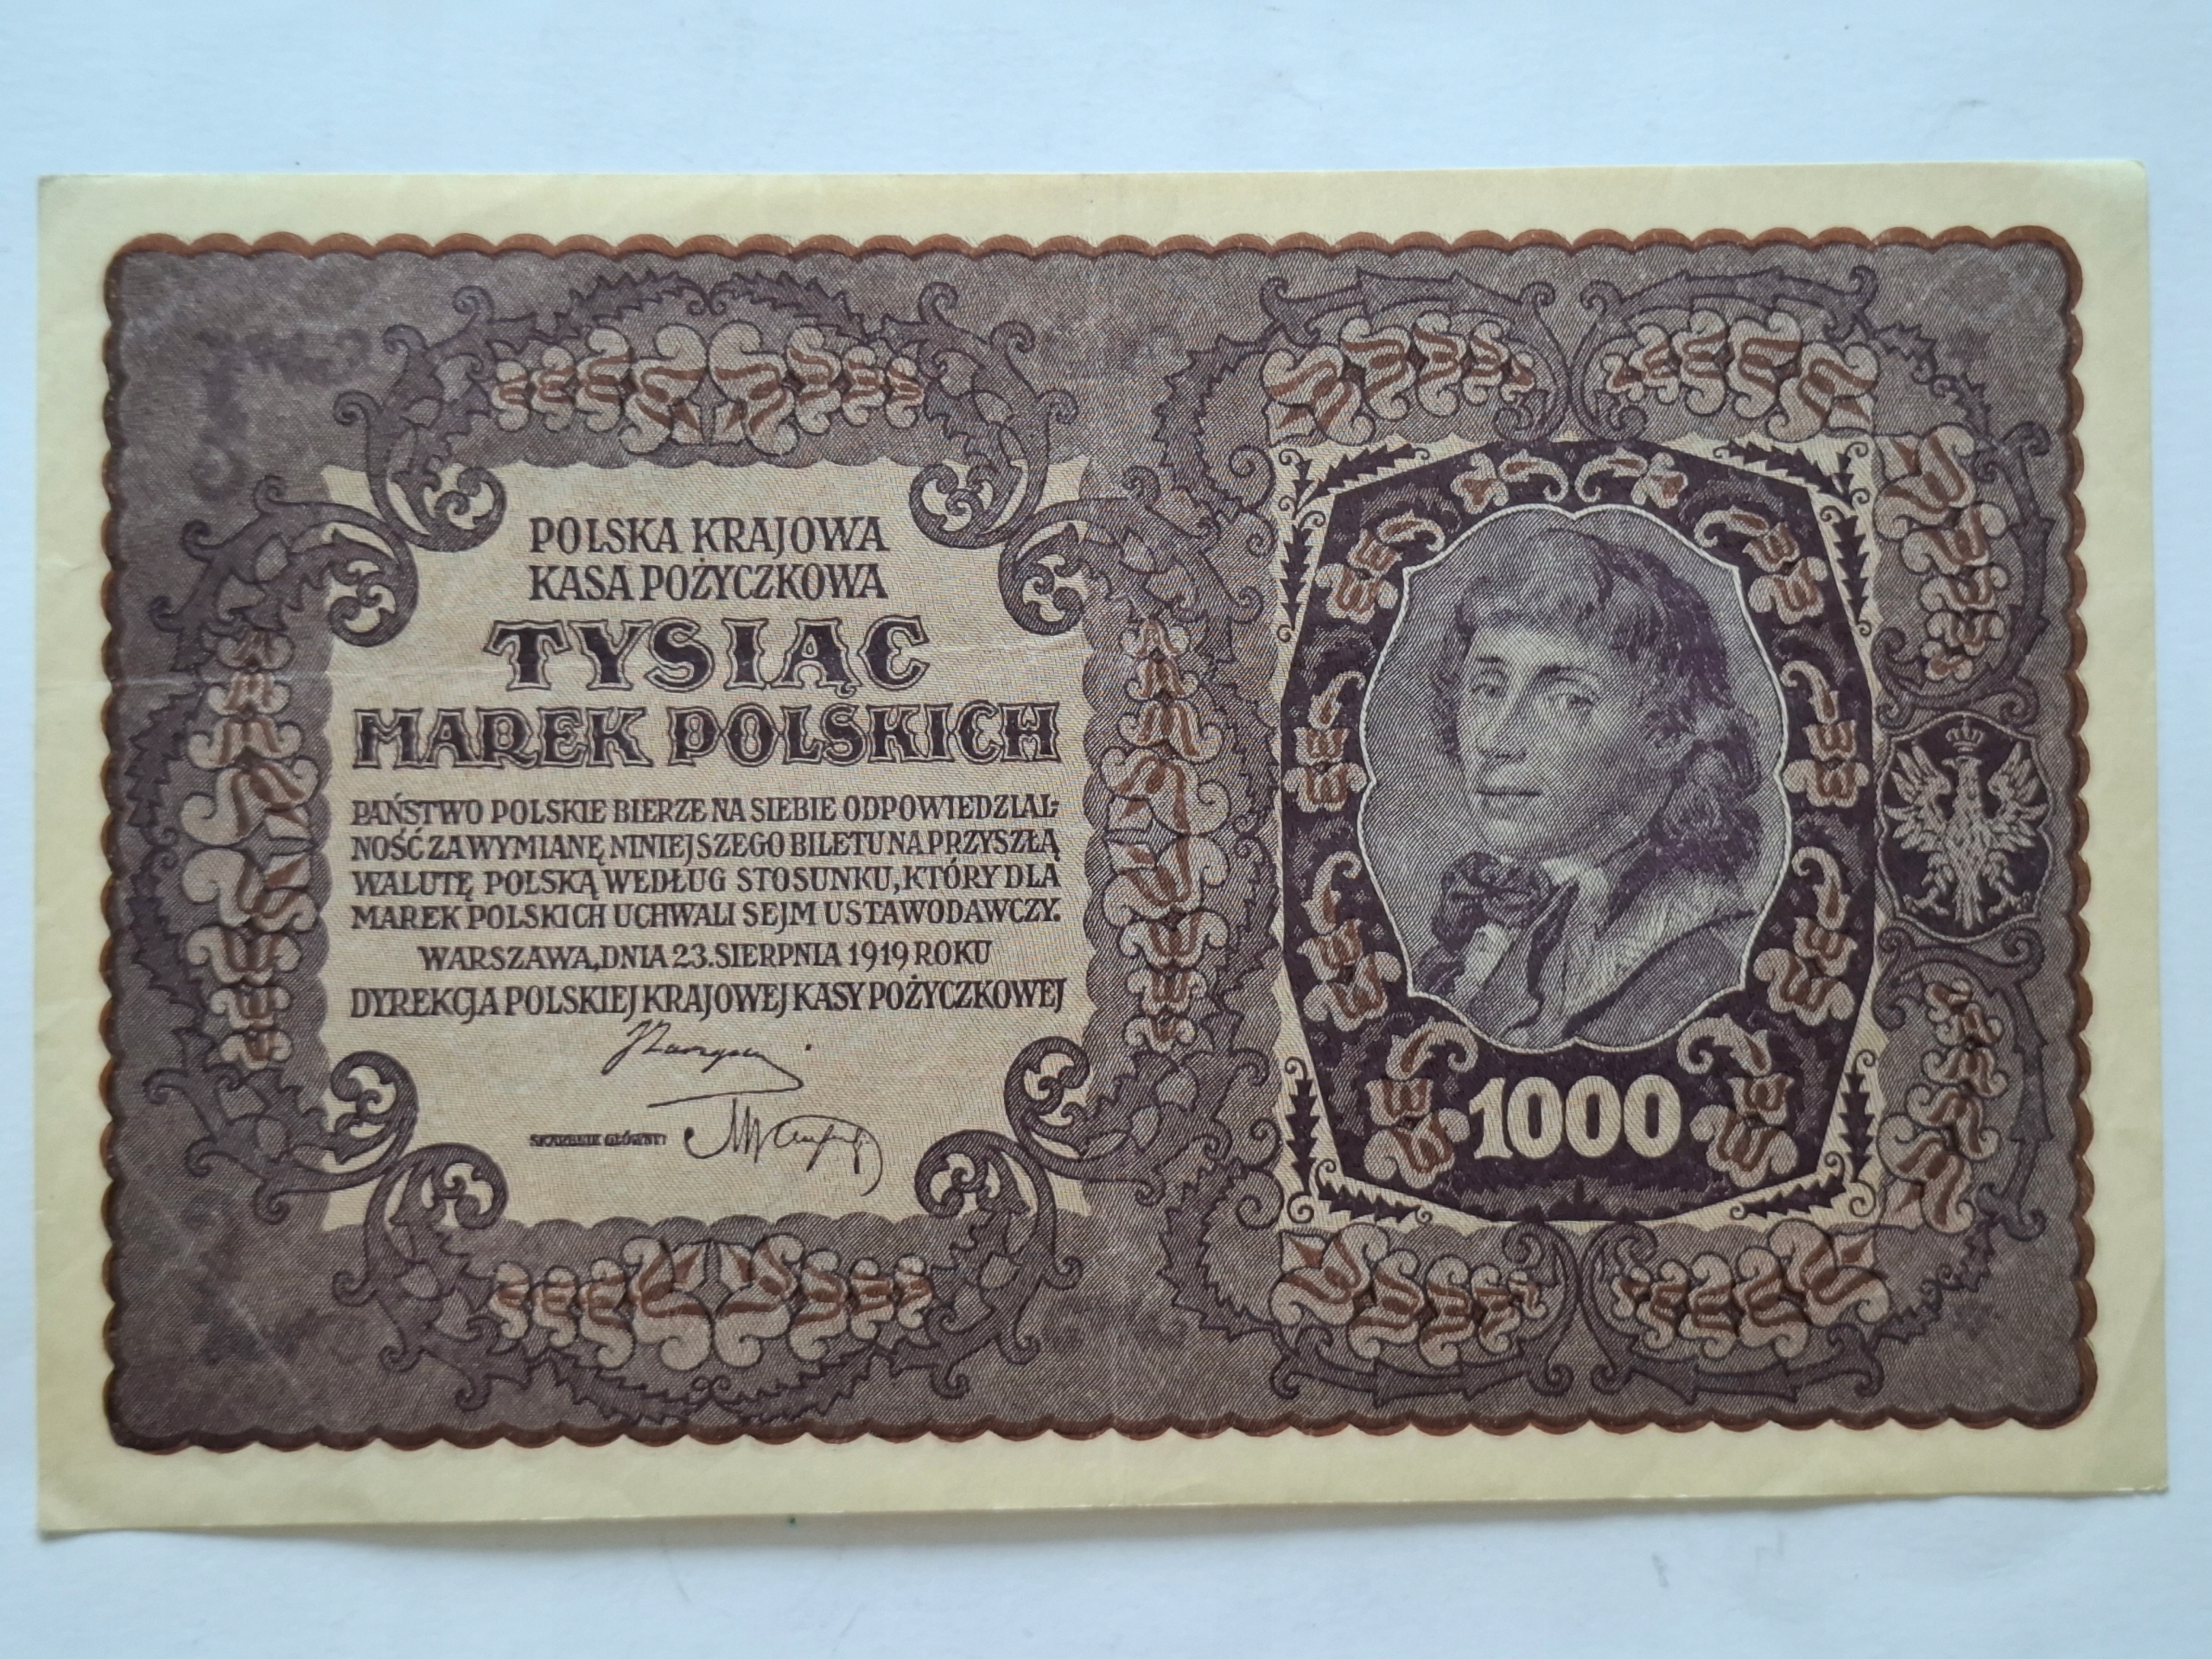 POLSKA KRAJOWA
KASA POŻYCZKOWA
TYSIĄC
MAREK POLSKICH
PAŃSTWO POLSKIE BIERZE NA SIEBIE ODPOWIEDZIAL-
NOŚĆ ZA WYMIANĘ NINIEJSZEGO BILETU NA PRZYSZŁĄ
WALUTĘ POLSKĄ WEDŁUG STOSUNKU, KTÓRY DLA
MAREK POLSKICH UCHWALI SEJM USTAWODAWCZY.
WARSZAWA, DNIA 23. SIERPNIA 1919 ROKU
DYREKCJA POLSKIEJ KRAJOWEJ KASY POŻYCZKOWEJ
SKARBNIK GŁÓWNY
1000